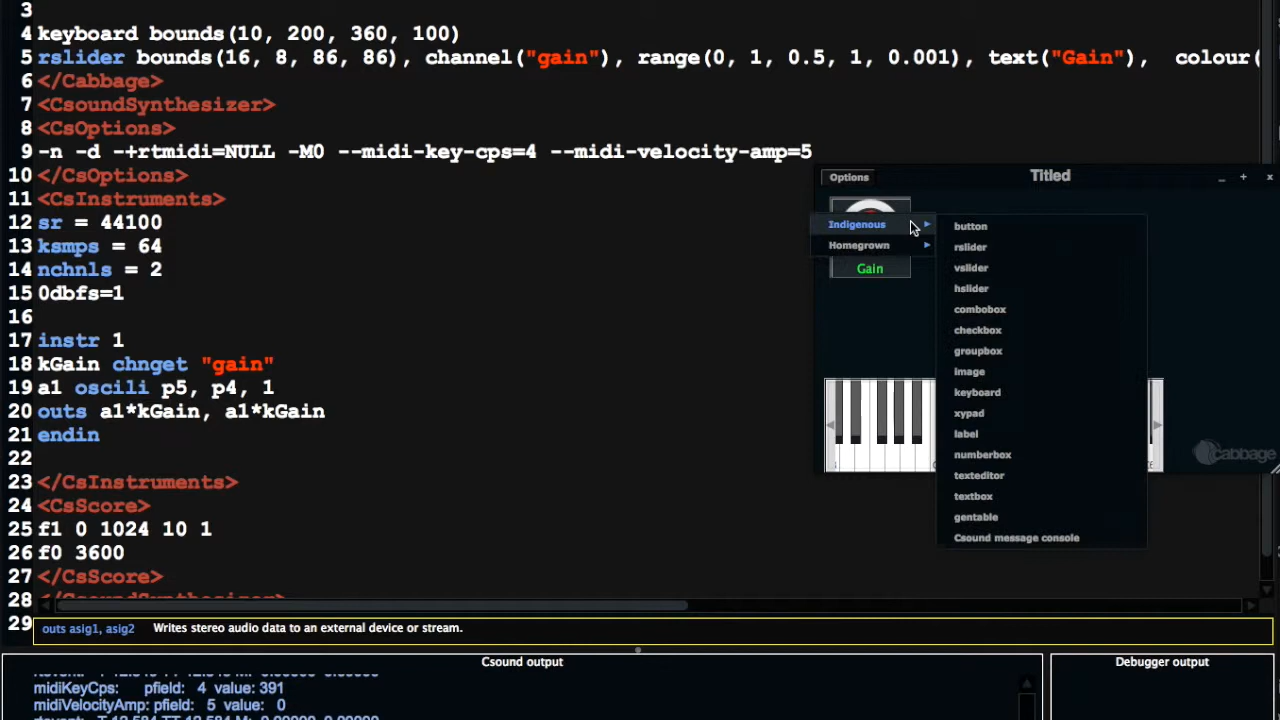 3
4 keyboard bounds(10, 200, 360, 100)
5 rslider bounds(16, 8, 86, 86), channel("gain"), range(0, 1, 0.5, 1, 0.001), text("Gain"), colour(
6 </Cabbage>
7 <CsoundSynthesizer>
8 <CsOptions>
9 -n -d -+rtmidi=NULL -M0 --midi-key-cps=4 --midi-velocity-amp=5
10 </CsOptions>
11 <CsInstruments>
12 sr = 44100
13 ksmps = 64
14 nchnls = 2
15 0dbfs=1
16
17 instr 1
18 kGain chnget "gain"
19 a1 oscili p5, p4, 1
20 outs a1*kGain, a1*kGain
21 endin
22
23 </CsInstruments>
24 <CsScore>
25 f1 0 1024 10 1
26 f0 3600
27 </CsScore>
28 </CsoundSynthesizer>
29
Options
Titled
_ + x
Indigenous
Homegrown
Gain
button
rslider
vslider
hslider
combobox
checkbox
groupbox
image
keyboard
xypad
label
numberbox
texteditor
textbox
gentable
Csound message console
cabbage
outs asig1, asig2 Writes stereo audio data to an external device or stream.
Csound output
midiKeyCps: pfield: 4 value: 391
midiVelocityAmp: pfield: 5 value: 0
Debugger output